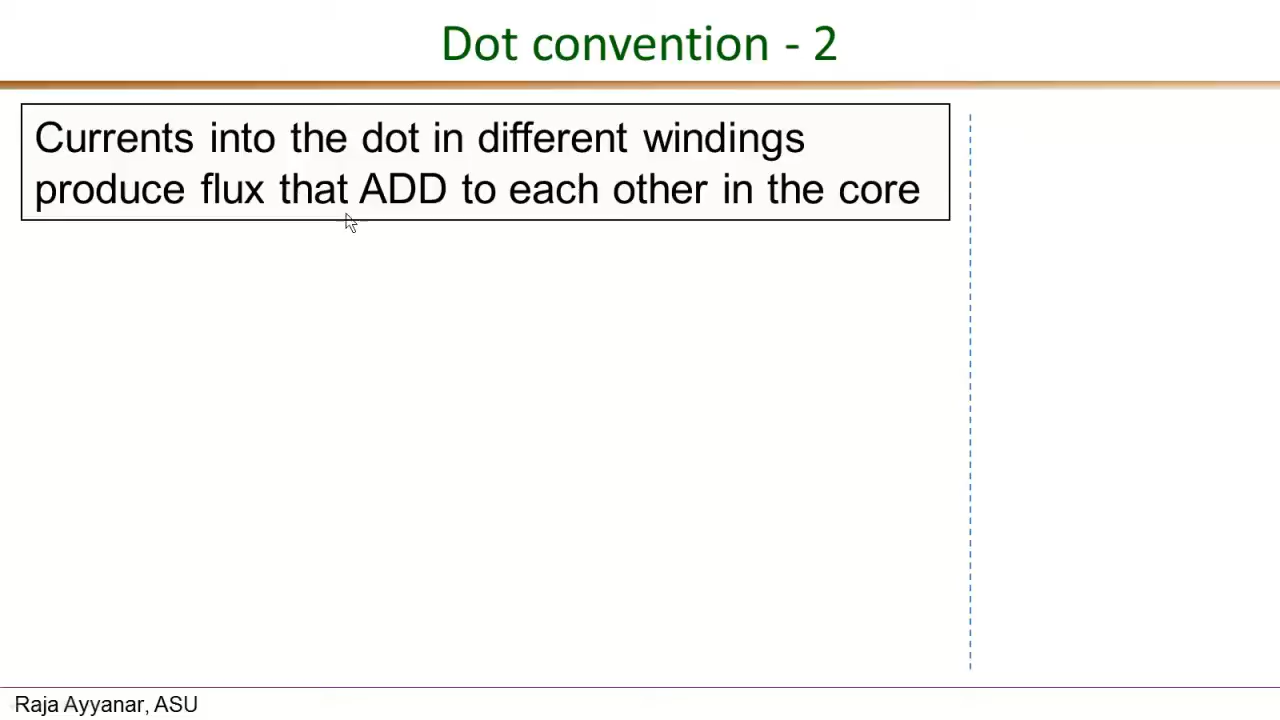 Dot convention - 2
Currents into the dot in different windings
produce flux that ADD to each other in the core
Raja Ayyanar, ASU